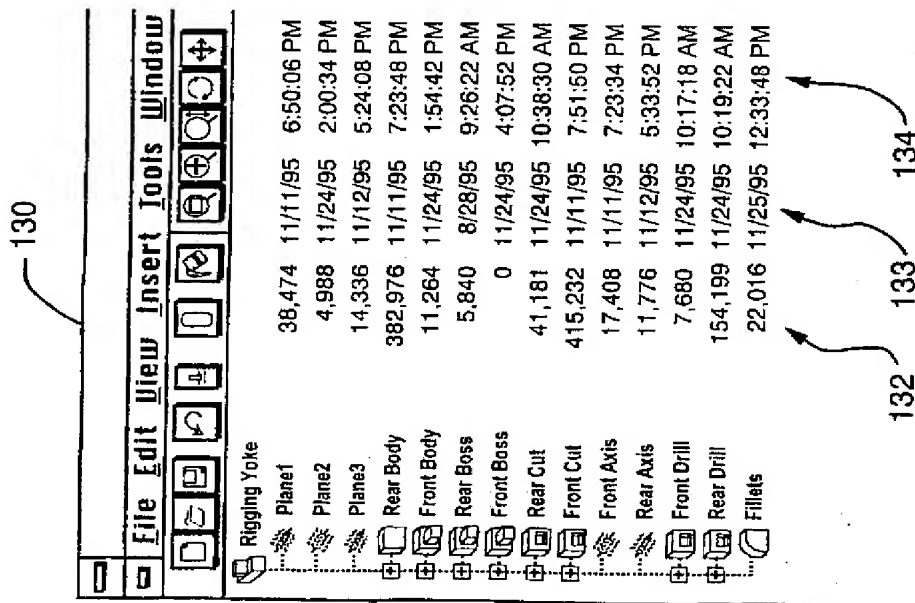 130
File Edit View Insert Tools Window
Rigging Yoke
Plane1 38,474 11/11/95 6:50:06 PM
Plane2 4,988 11/24/95 2:00:34 PM
Plane3 14,336 11/12/95 5:24:08 PM
Rear Body 382,976 11/11/95 7:23:48 PM
Front Body 11,264 11/24/95 1:54:42 PM
Rear Boss 5,840 8/28/95 9:26:22 AM
Front Boss 0 11/24/95 4:07:52 PM
Rear Cut 41,181 11/24/95 10:38:30 AM
Front Cut 415,232 11/11/95 7:51:50 PM
Front Axis 17,408 11/11/95 7:23:34 PM
Rear Axis 11,776 11/12/95 5:33:52 PM
Front Drill 7,680 11/24/95 10:17:18 AM
Rear Drill 154,199 11/24/95 10:19:22 AM
Fillets 22,016 11/25/95 12:33:48 PM
132 133 134